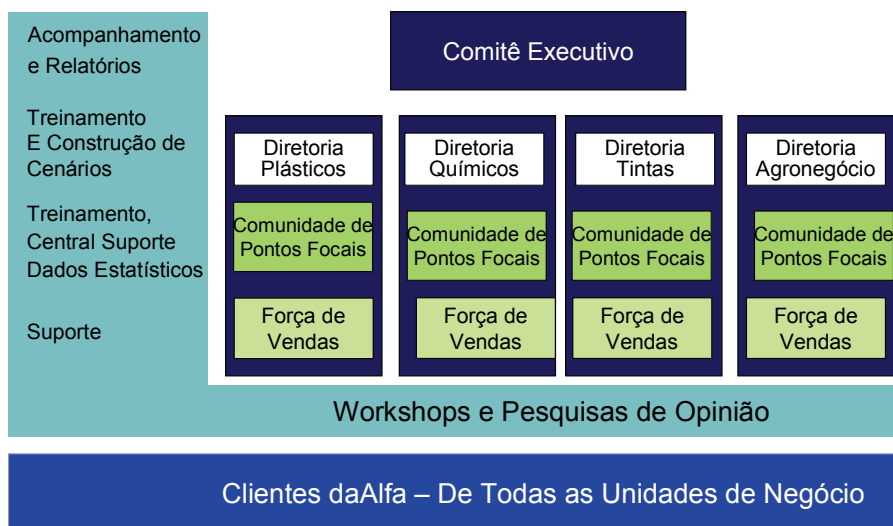 Acompanhamento
e Relatórios
Comitê Executivo
Treinamento
E Construção de
Cenários
Diretoria
Plásticos
Diretoria
Químicos
Diretoria
Tintas
Diretoria
Agronegócio
Treinamento,
Central Suporte
Dados Estatísticos
Comunidade de
Pontos Focais
Comunidade de
Pontos Focais
Comunidade de
Pontos Focais
Comunidade de
Pontos Focais
Suporte
Força de
Vendas
Força de
Vendas
Força de
Vendas
Força de
Vendas
Workshops e Pesquisas de Opinião
Clientes daAlfa – De Todas as Unidades de Negócio